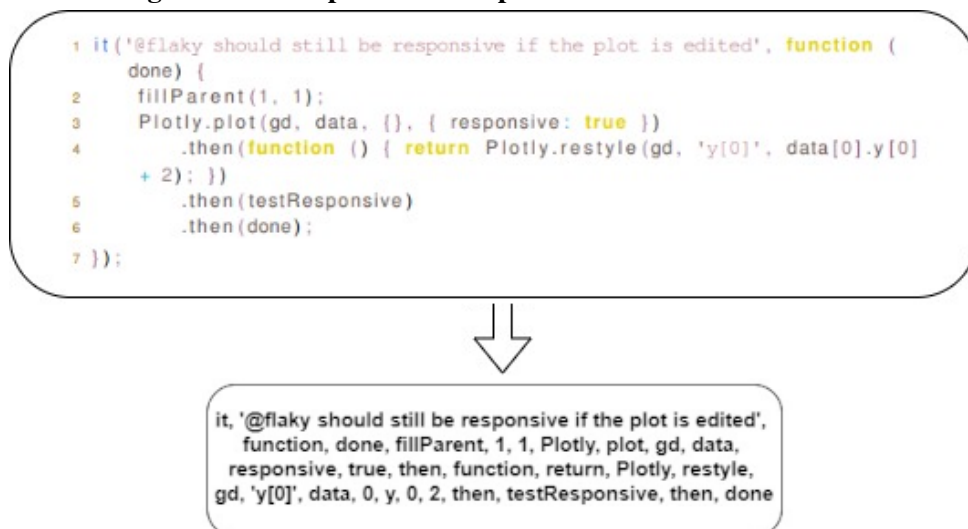 1 it('@flaky should still be responsive if the plot is edited', function (
done) {
2 fillParent(1, 1);
3 Plotly.plot(gd, data, {}, { responsive: true })
4 .then(function () { return Plotly.restyle(gd, 'y[0]', data[0].y[0]
+ 2); })
5 .then(testResponsive)
6 .then(done);
7 });
it, '@flaky should still be responsive if the plot is edited',
function, done, fillParent, 1, 1, Plotly, plot, gd, data,
responsive, true, then, function, return, Plotly, restyle,
gd, 'y[0]', data, 0, y, 0, 2, then, testResponsive, then, done